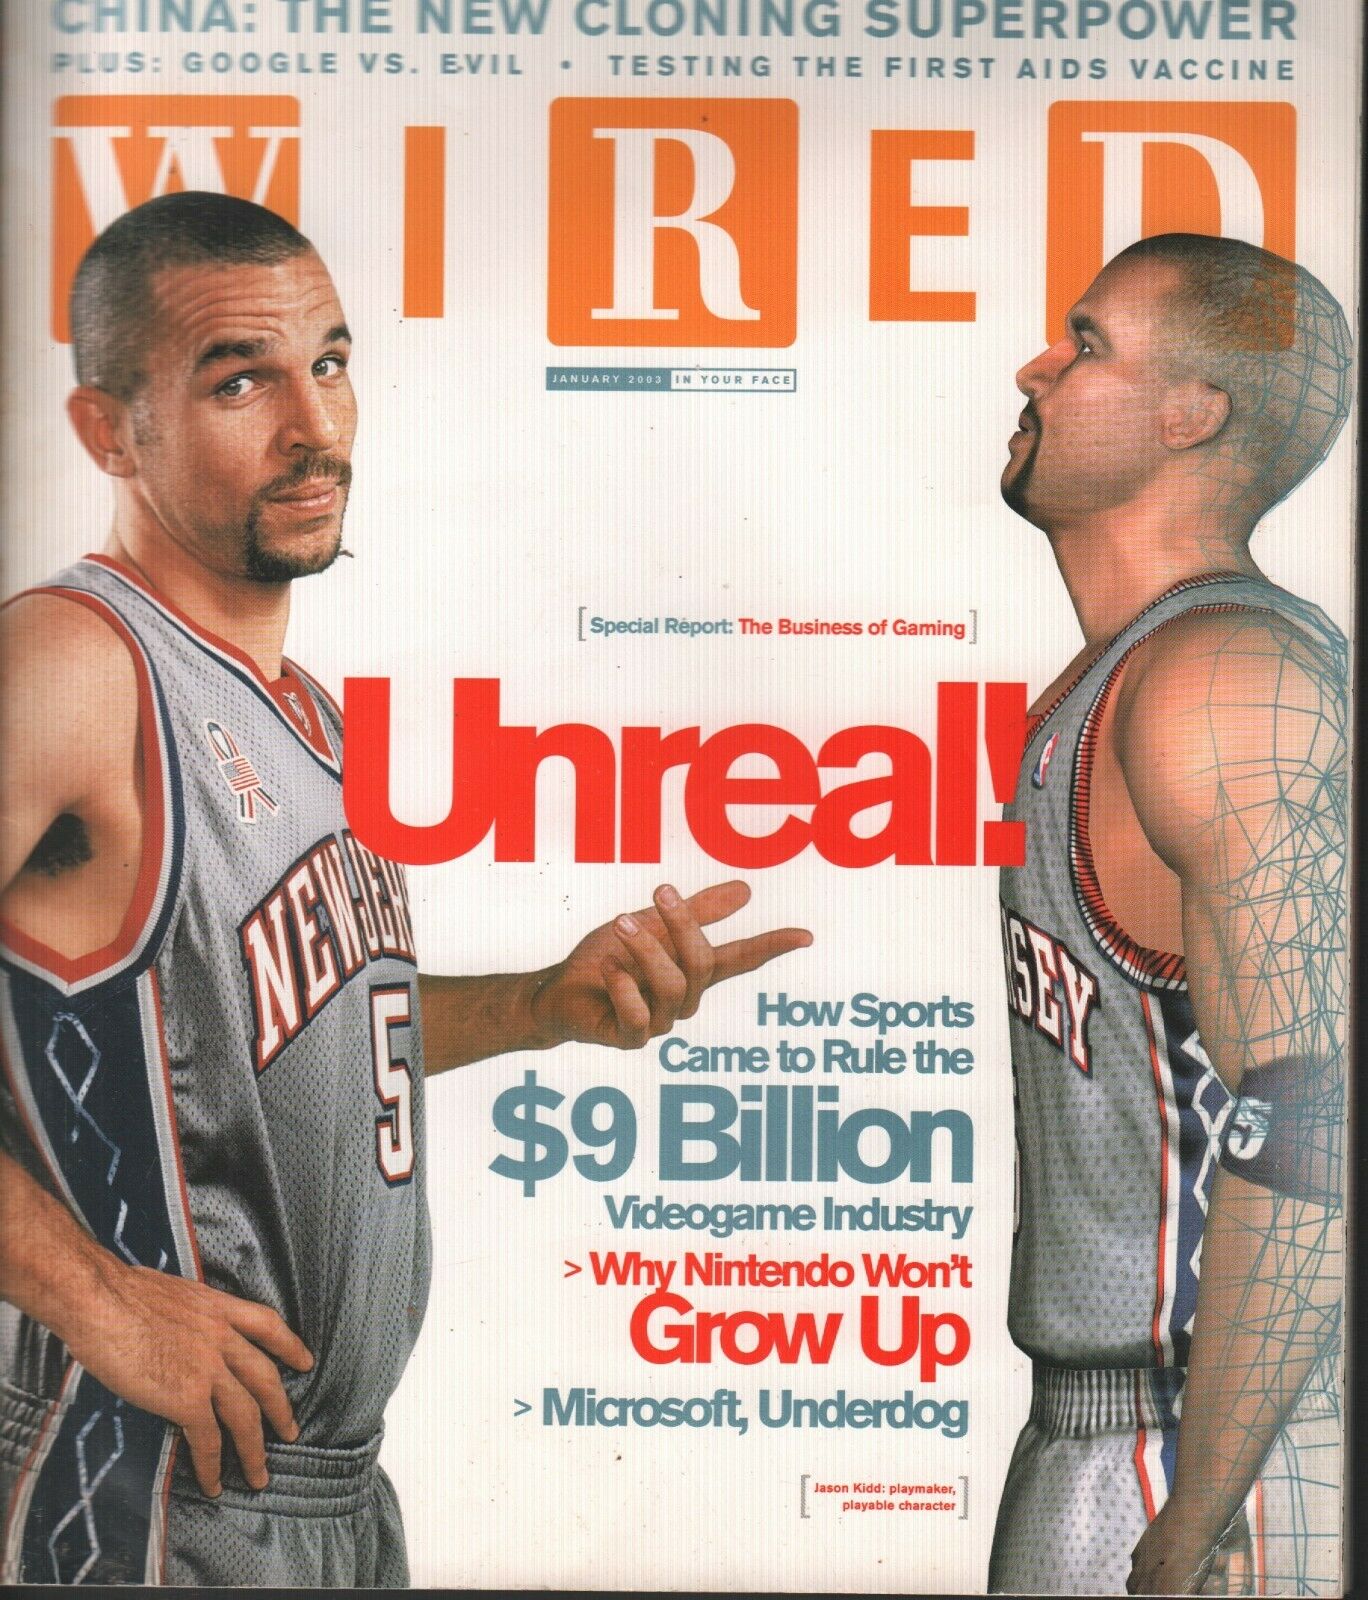 CHINA: THE NEW CLONING SUPERPOWER
PLUS: GOOGLE VS. EVIL • TESTING THE FIRST AIDS VACCINE
WIRED
JANUARY 2003 IN YOUR FACE
[Special Report: The Business of Gaming]
Unreal!
NEW JERS
5
RSEY
How Sports
Came to Rule the
$9 Billion
Videogame Industry
> Why Nintendo Won't
Grow Up
> Microsoft, Underdog
[Jason Kidd: playmaker,
playable character]